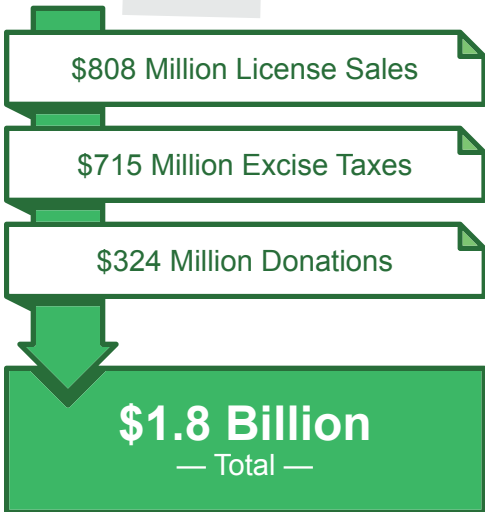 $808 Million License Sales
$715 Million Excise Taxes
$324 Million Donations
$1.8 Billion
— Total —